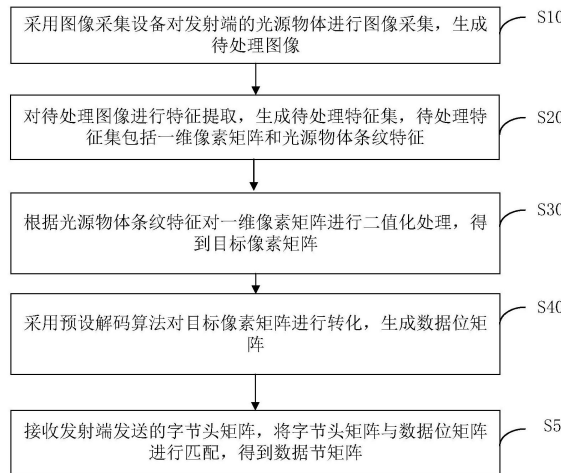 采用图像采集设备对发射端的光源物体进行图像采集，生成
待处理图像
S10
对待处理图像进行特征提取，生成待处理特征集，待处理特
征集包括一维像素矩阵和光源物体条纹特征
S20
根据光源物体条纹特征对一维像素矩阵进行二值化处理，得
到目标像素矩阵
S30
采用预设解码算法对目标像素矩阵进行转化，生成数据位矩
阵
S40
接收发射端发送的字节头矩阵，将字节头矩阵与数据位矩阵
进行匹配，得到数据节矩阵
S5